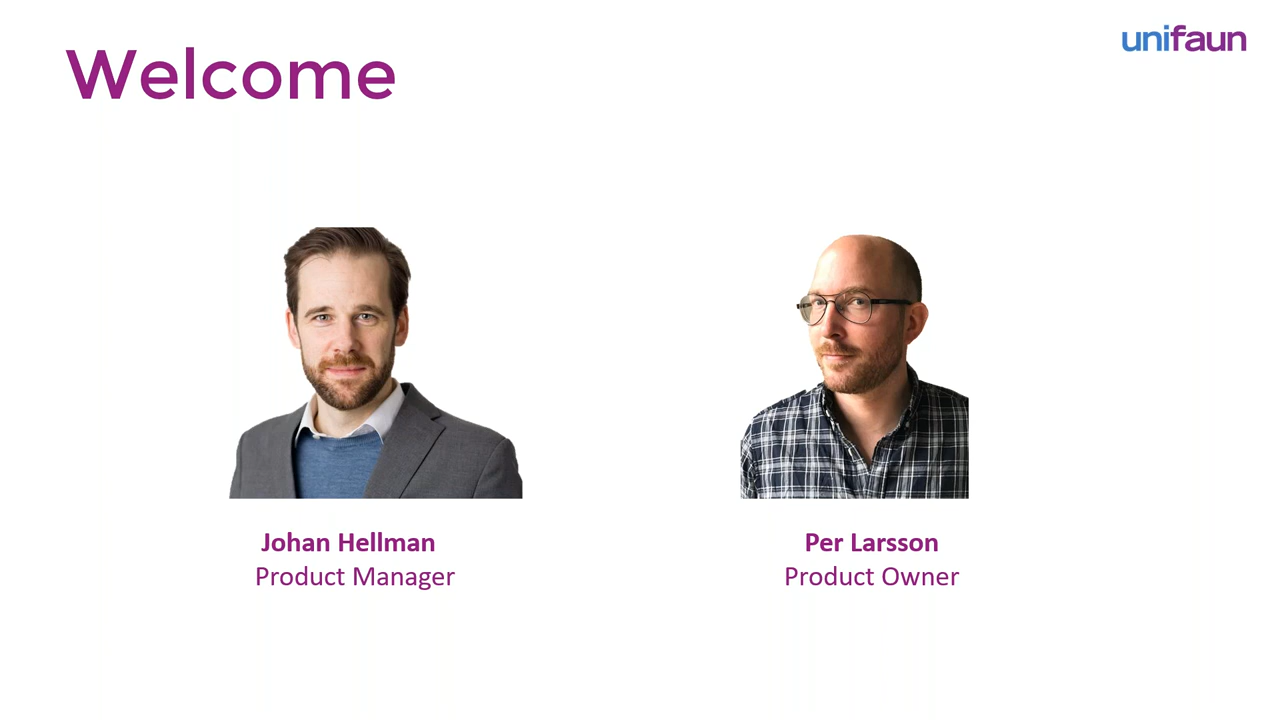 Welcome
unifaun
Johan Hellman
Product Manager
Per Larsson
Product Owner